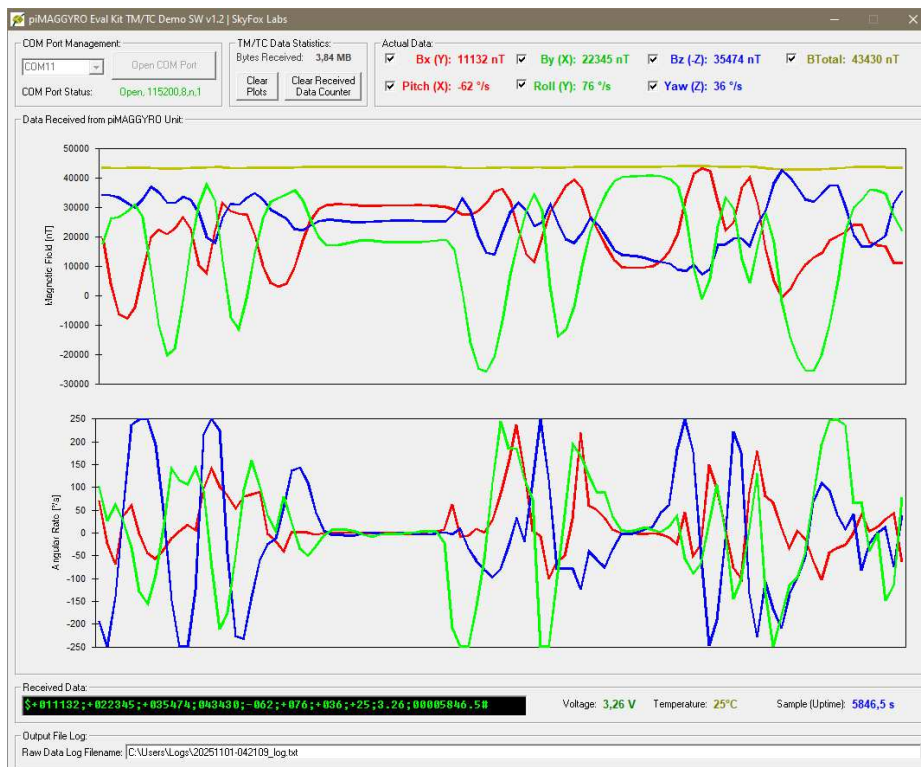 piMAGGYRO Eval Kit TM/TC Demo SW v1.2 | SkyFox Labs
COM Port Management:
COM11
Open COM Port
COM Port Status: Open, 115200,8,n,1
TM/TC Data Statistics:
Bytes Received: 3,84 MB
Clear Plots
Clear Received Data Counter
Actual Data:
Bx (Y): 11132 nT By (X): 22345 nT Bz (-Z): 35474 nT BTotal: 43430 nT
Pitch (X): -62 °/s Roll (Y): 76 °/s Yaw (Z): 36 °/s
Data Received from piMAGGYRO Unit:
Magnetic Field [nT]
50000
40000
30000
20000
10000
0
-10000
-20000
-30000
Angular Rate [°/s]
250
200
150
100
50
0
-50
-100
-150
-200
-250
Received Data:
$+011132;+022345;+035474;043430;-062;+076;+036;+25;3.26;00005846.5#
Voltage: 3,26 V Temperature: 25°C Sample (Uptime): 5846,5 s
Output File Log:
Raw Data Log Filename: C:\Users\Logs\20251101-042109_log.txt